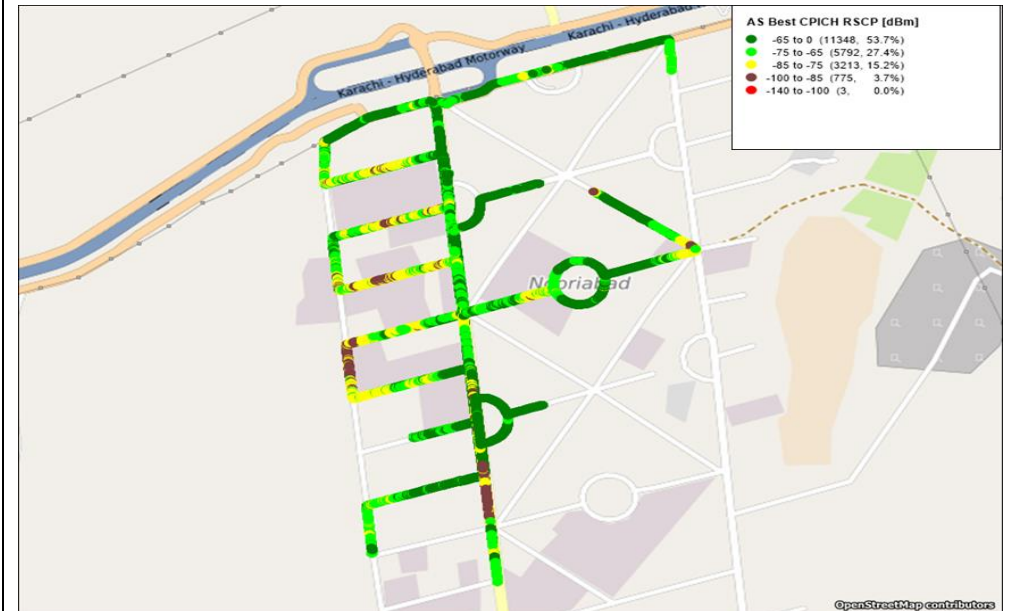 Karachi - Hyderabad Motorway
Karachi - Hyderabad
AS Best CPICH RSCP [dBm]
-65 to 0 (11348, 53.7%)
-75 to -65 (5792, 27.4%)
-85 to -75 (3213, 15.2%)
-100 to -85 (775, 3.7%)
-140 to -100 (3, 0.0%)
Nooriabad
OpenStreetMap contributors